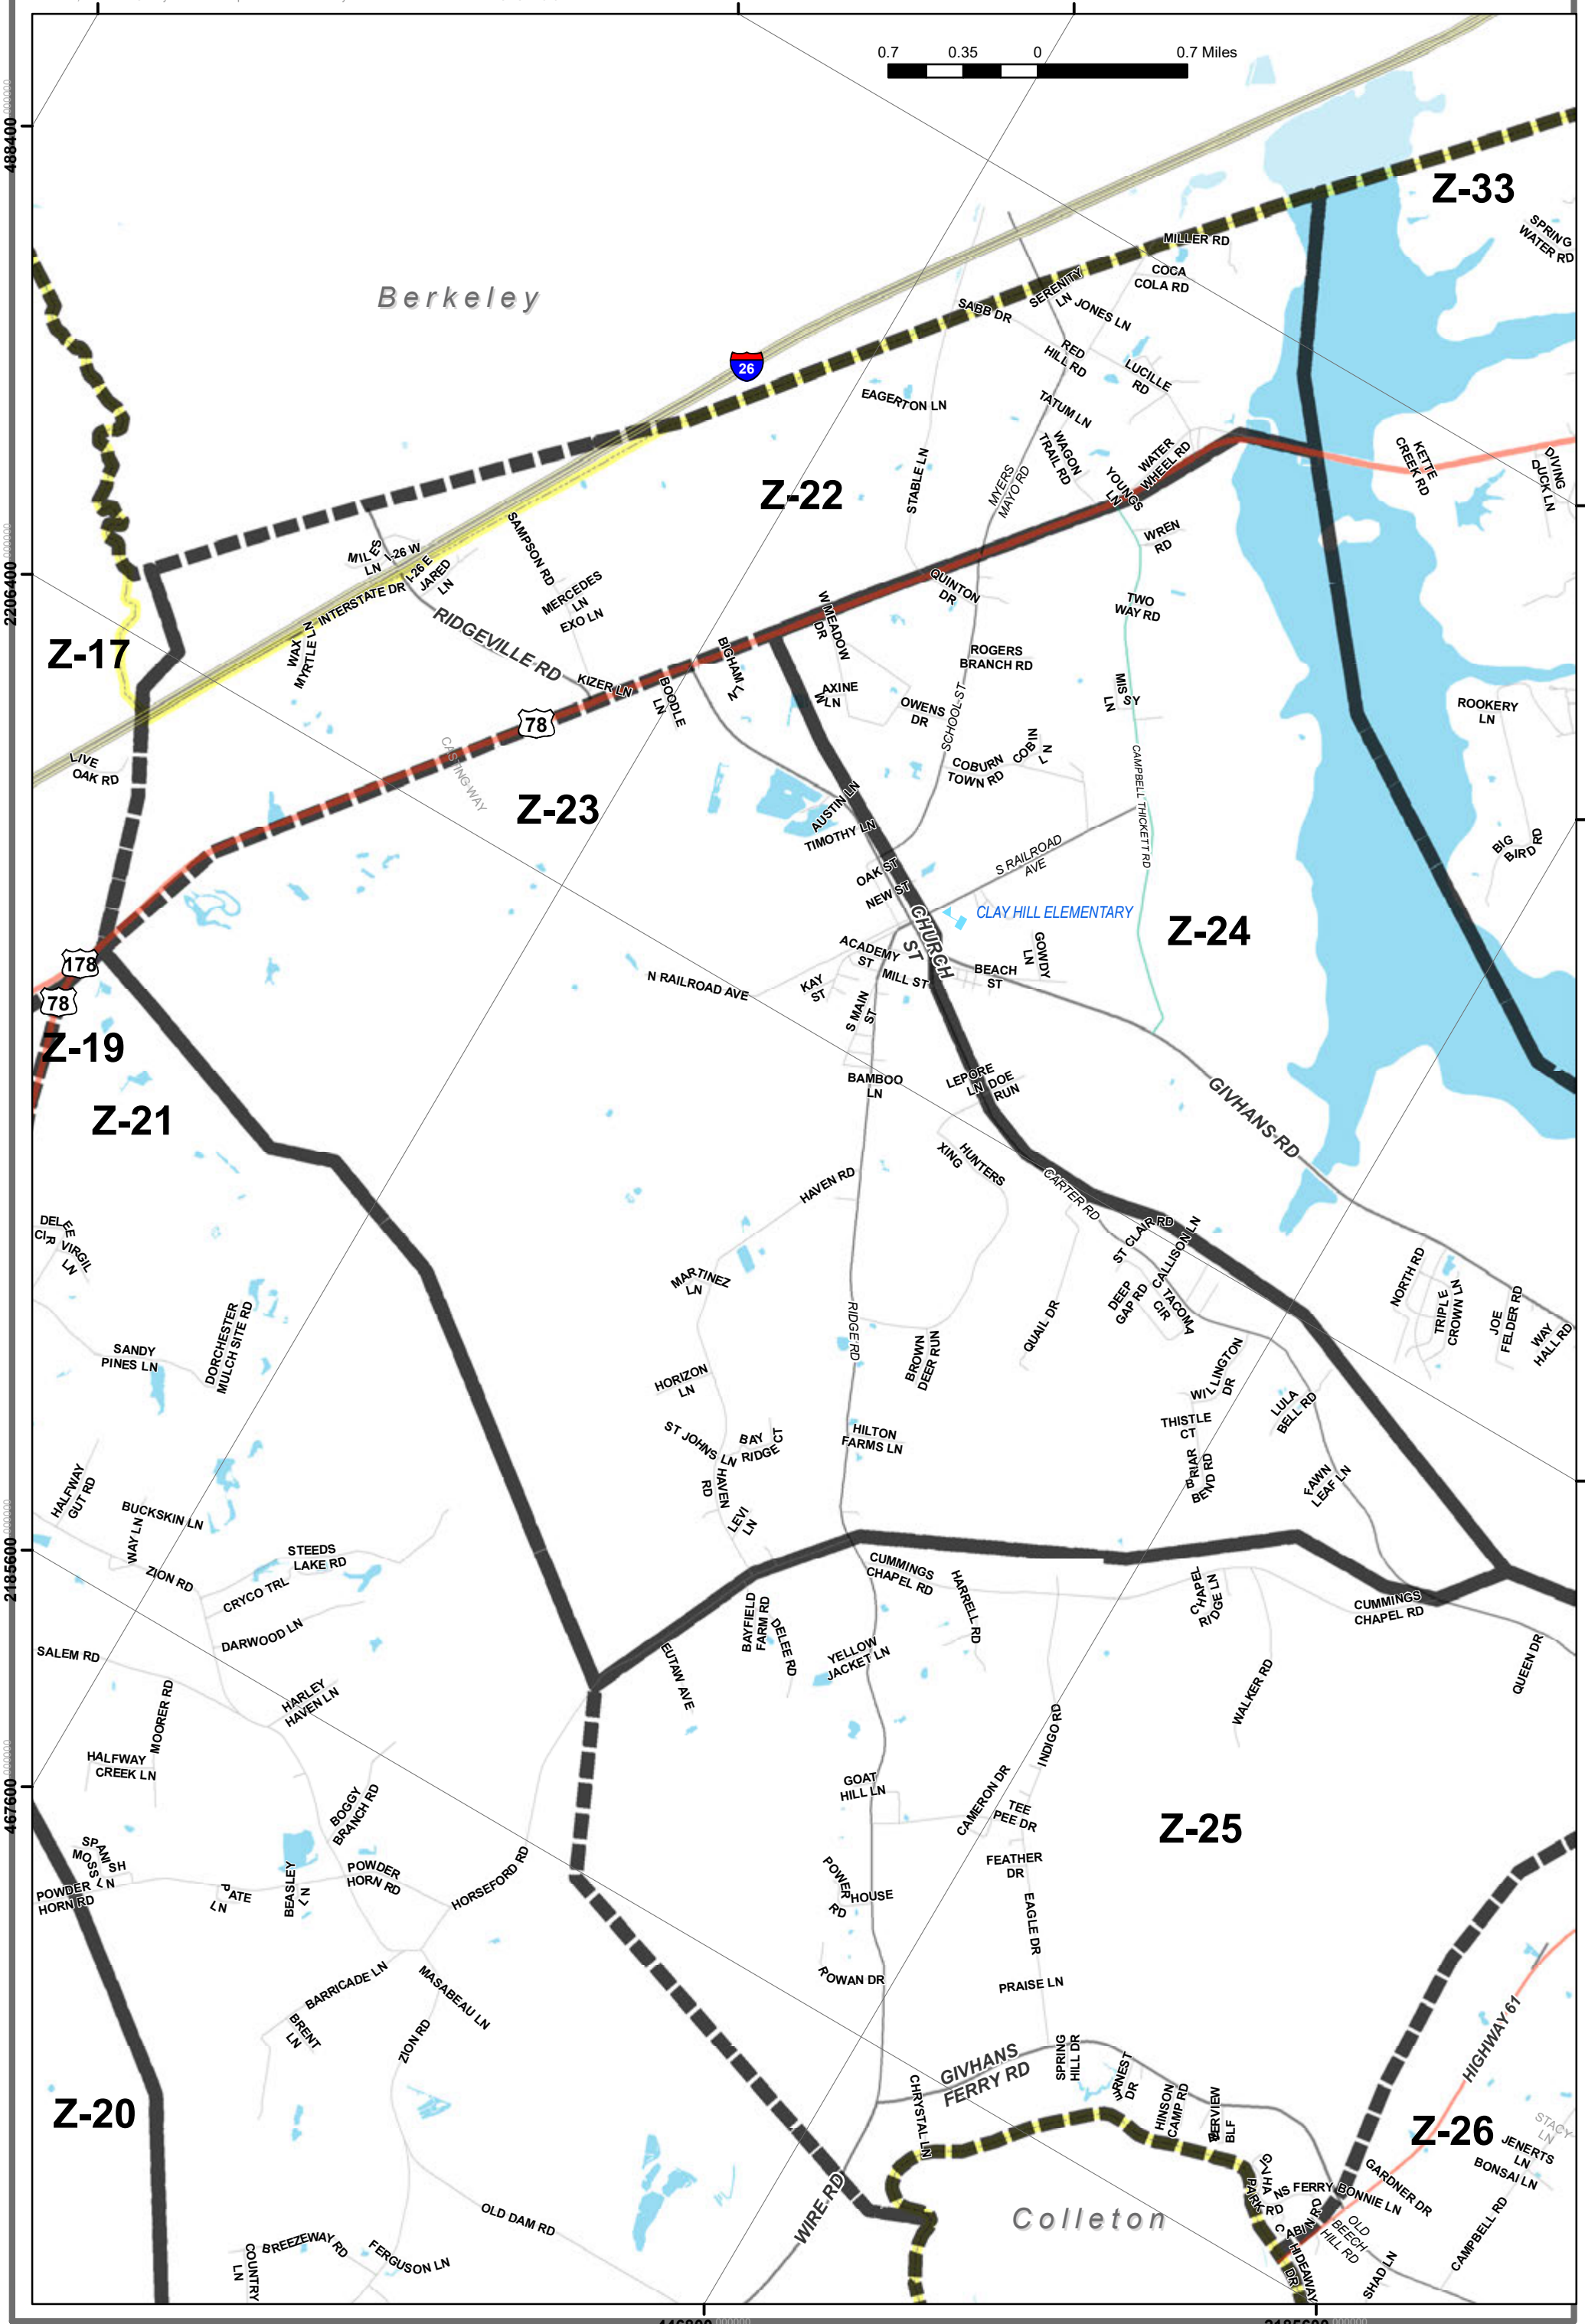 0.7 0.35 0 0.7 Miles
488400.000000
Z-33
SPRING
WATER RD
MILLER RD
COCA
COLA RD
Berkeley
SERENITY
LN
SABB DR
JONES LN
26
RED
HILL RD
LUCILLE
RD
EAGERTON LN
TATUM LN
WAGON
TRAIL RD
WATER
WHEEL RD
KETTE
CREEK RD
DIVING
DUCK LN
STABLE LN
MYERS
MAYO RD
YOUNGS
LN
Z-22
SAMPSON RD
WREN
RD
MILES
LN
I-26 W
I-26 E
JARED
LN
2206400.000000
INTERSTATE DR
MERCEDES
LN
EXO LN
QUINTON
DR
TWO
WAY RD
RIDGEVILLE RD
W MEADOW
DR
WAX
MYRTLE LN
Z-17
BIGHAM
LN
ROGERS
BRANCH RD
KIZER LN
BOODLE
LN
MAXINE
LN
OWENS
DR
MISSY
LN
ROOKERY
LN
78
SCHOOL ST
LIVE
OAK RD
CASTING WAY
COBURN
TOWN RD
COBIN
LN
CAMPBELL THICKETT RD
Z-23
AUSTIN LN
TIMOTHY LN
BIG
BIRD RD
S RAILROAD
AVE
OAK ST
NEW ST
CLAY HILL ELEMENTARY
CHURCH
ST
Z-24
ACADEMY
ST
GOWDY
LN
178
N RAILROAD AVE
KAY
ST
MILL ST
BEACH
ST
78
S MAIN
ST
Z-19
BAMBOO
LN
LEPORE
LN
DOE
RUN
Z-21
GIVHANS RD
HUNTERS
XING
HAVEN RD
CARTER RD
DELEE
CIR
VIRGIL
LN
ST CLAIR RD
CALLISON LN
MARTINEZ
LN
DEEP
GAP RD
TACOMA
CIR
NORTH RD
TRIPLE
CROWN LN
JOE
FELDER RD
WAY
HALL RD
DORCHESTER
MULCH SITE RD
SANDY
PINES LN
RIDGE RD
BROWN
DEER RUN
QUAIL DR
HORIZON
LN
WILLINGTON
DR
LULA
BELL RD
ST JOHNS LN
BAY
RIDGE CT
HILTON
FARMS LN
THISTLE
CT
BRIAR
BEND RD
FAWN
LEAF LN
HALFWAY
GUT RD
HAVEN
RD
LEVI
LN
BUCKSKIN LN
WAY LN
2185600.000000
STEEDS
LAKE RD
ZION RD
CRYCO TRL
CUMMINGS
CHAPEL RD
HARRELL RD
CHAPEL
RIDGE LN
CUMMINGS
CHAPEL RD
BAYFIELD
FARM RD
DELEE RD
DARWOOD LN
SALEM RD
EUTAW AVE
YELLOW
JACKET LN
WALKER RD
QUEEN DR
HARLEY
HAVEN LN
MOORER RD
INDIGO RD
HALFWAY
CREEK LN
467600.000000
GOAT
HILL LN
CAMERON DR
TEE
PEE DR
Z-25
BOGGY
BRANCH RD
SPANISH
MOSS LN
POWDER
HORN RD
PATE
LN
BEASLEY
LN
POWDER
HORN RD
HORSEFORD RD
FEATHER
DR
POWER
HOUSE
RD
EAGLE DR
BARRICADE LN
MASABEAU LN
ROWAN DR
PRAISE LN
BRENT
LN
ZION RD
HIGHWAY 61
GIVHANS
FERRY RD
SPRING
HILL DR
ERNEST
DR
HINSON
CAMP RD
CHRYSTAL LN
Z-20
Z-26
STACY
LN
JENERTS
LN
BONSAI LN
GARDNER DR
BONNIE LN
GIVHANS FERRY
PARK RD
CABIN RD
OLD
BEECH
HILL RD
CAMPBELL RD
SHAD LN
HIDEAWAY
DR
WIRE RD
Colleton
OLD DAM RD
BREEZEWAY RD
FERGUSON LN
COUNTRY
LN